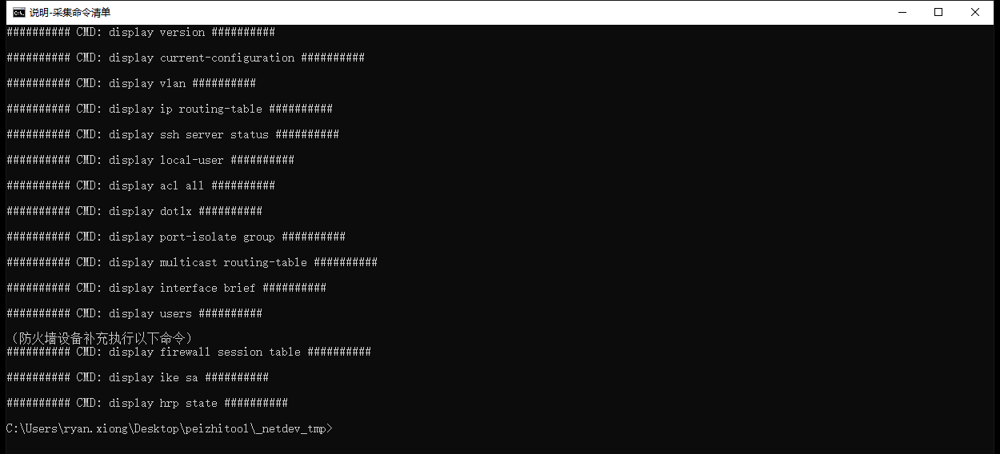 说明-采集命令清单
########## CMD: display version ##########
########## CMD: display current-configuration ##########
########## CMD: display vlan ##########
########## CMD: display ip routing-table ##########
########## CMD: display ssh server status ##########
########## CMD: display local-user ##########
########## CMD: display acl all ##########
########## CMD: display dot1x ##########
########## CMD: display port-isolate group ##########
########## CMD: display multicast routing-table ##########
########## CMD: display interface brief ##########
########## CMD: display users ##########
（防火墙设备补充执行以下命令）
########## CMD: display firewall session table ##########
########## CMD: display ike sa ##########
########## CMD: display hrp state ##########
C:\Users\ryan.xiong\Desktop\peizhitool\_netdev_tmp>